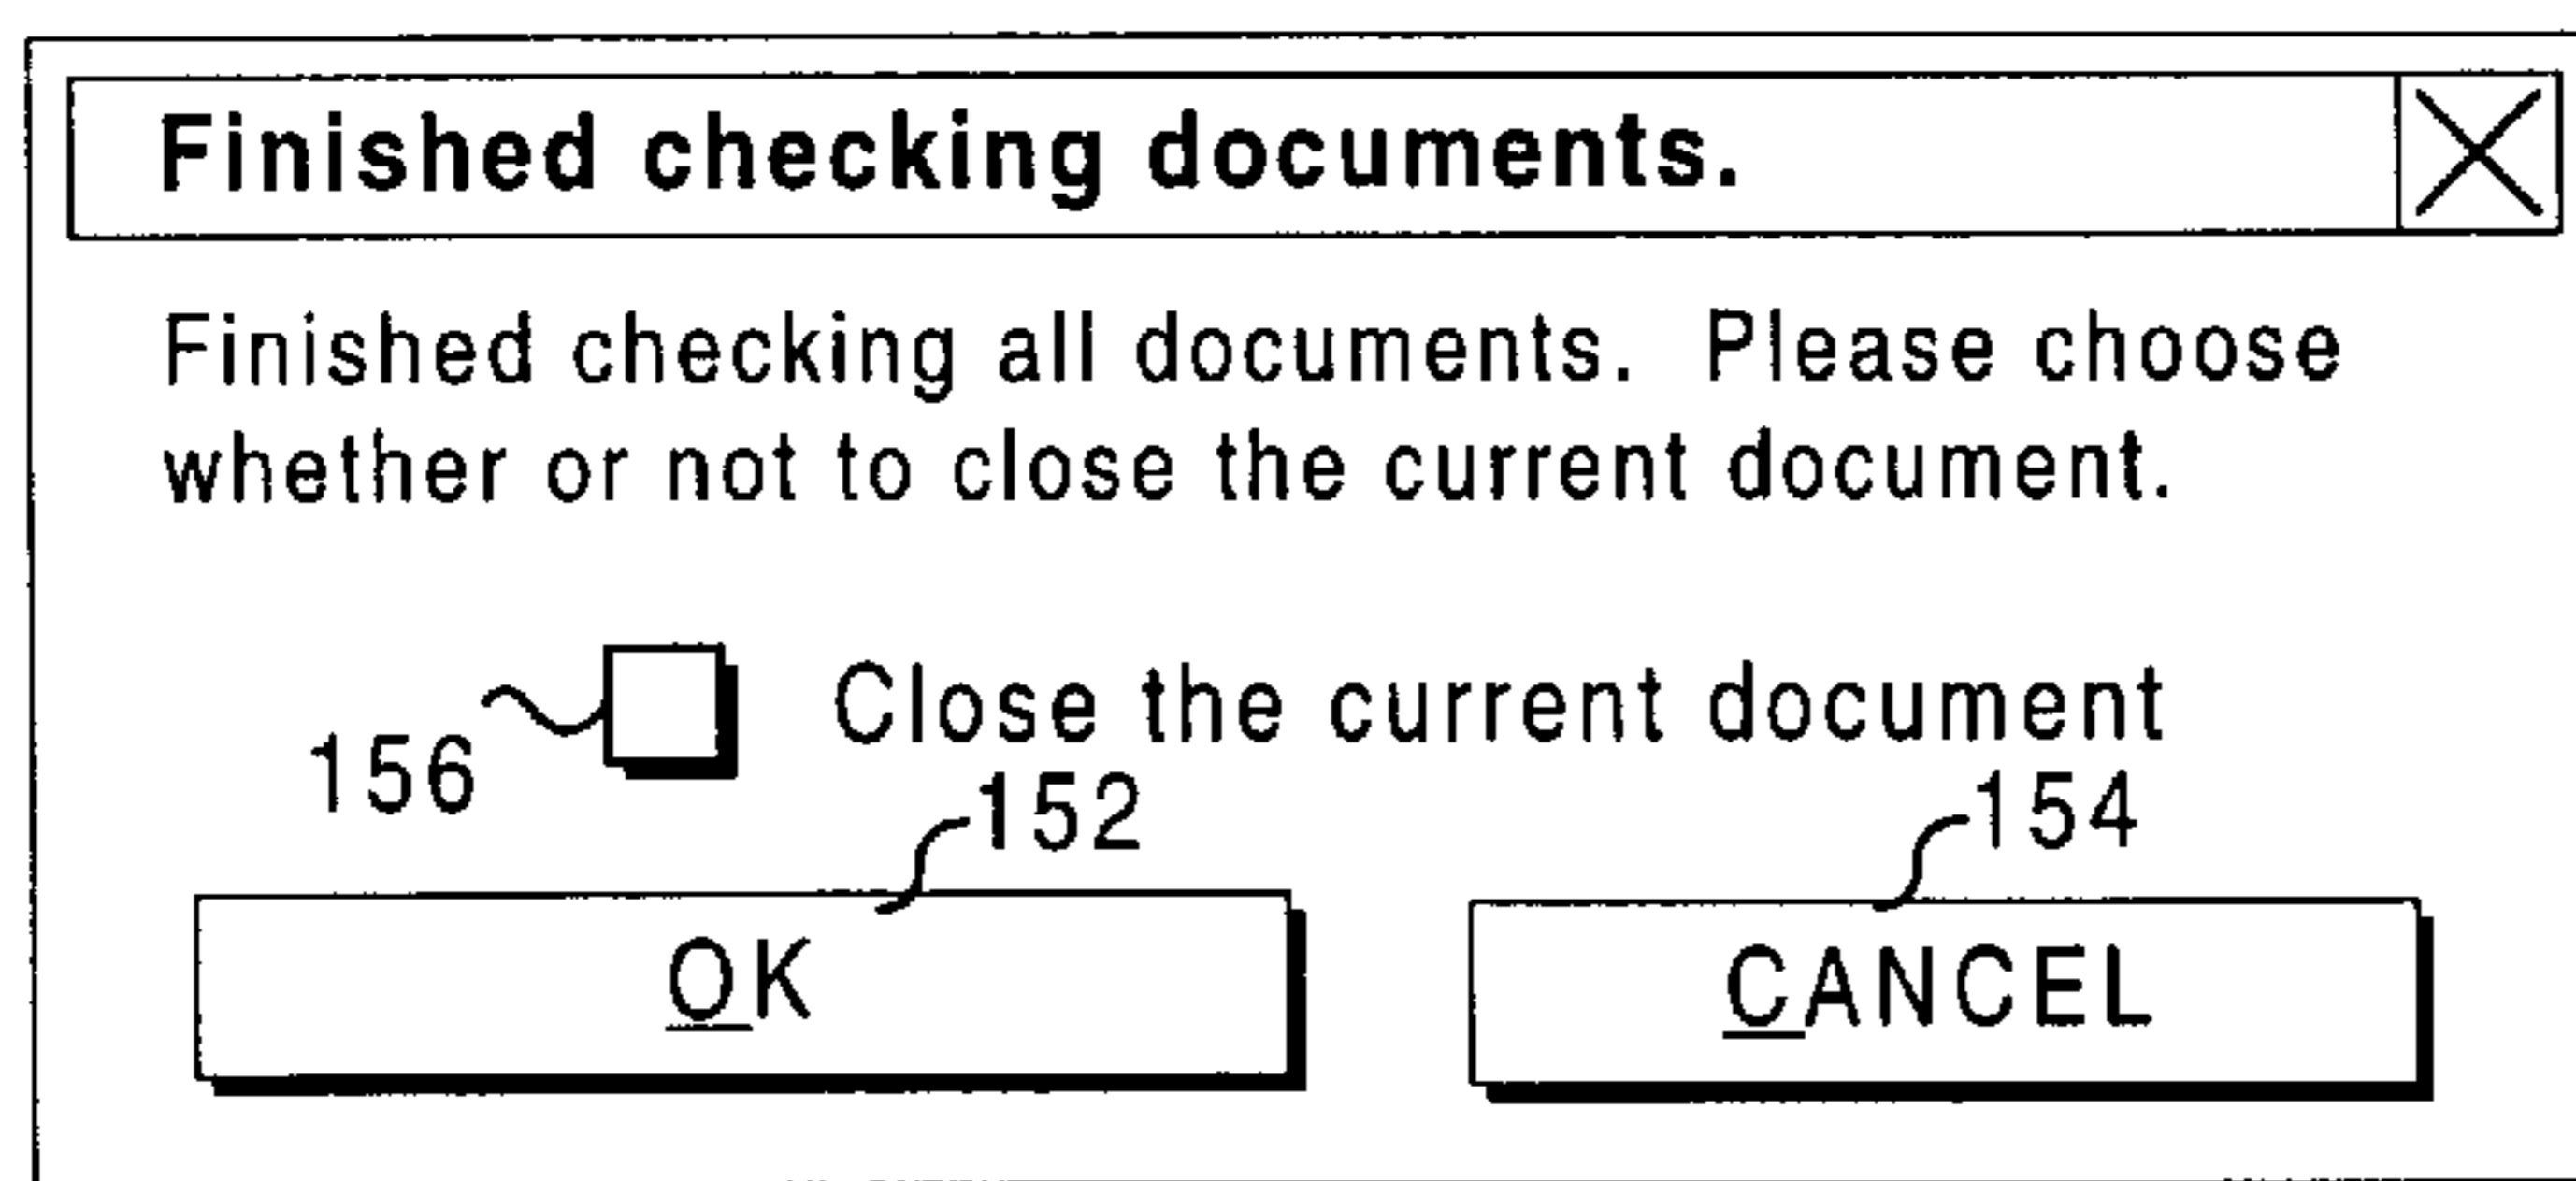 Finished checking documents.
Finished checking all documents. Please choose
whether or not to close the current document.
Close the current document
156
152
154
OK
CANCEL